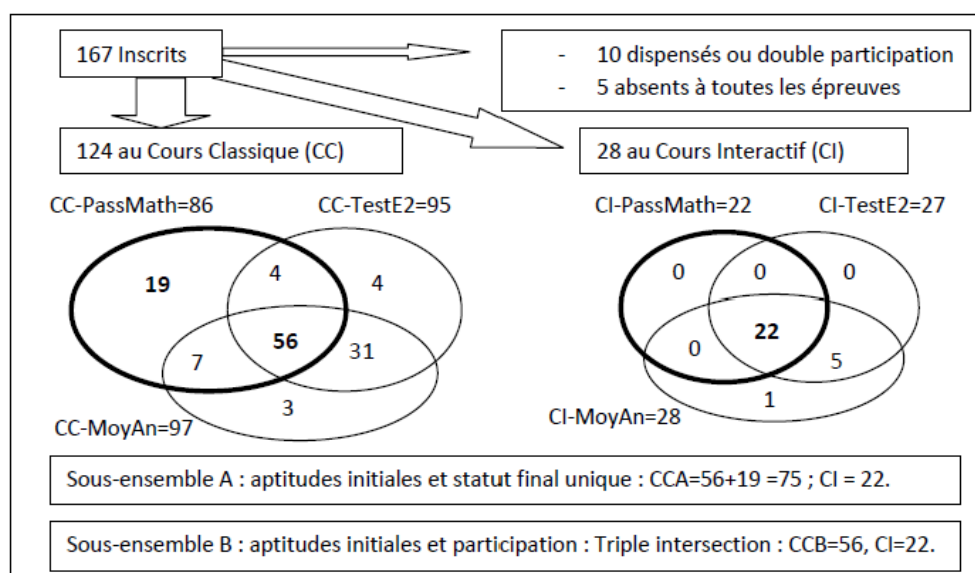 167 Inscrits
- 10 dispensés ou double participation
- 5 absents à toutes les épreuves
124 au Cours Classique (CC)
28 au Cours Interactif (CI)
CC-PassMath=86
CC-TestE2=95
CI-PassMath=22
CI-TestE2=27
19
4
4
56
7
31
3
CC-MoyAn=97
0
0
0
22
0
5
1
CI-MoyAn=28
Sous-ensemble A : aptitudes initiales et statut final unique : CCA=56+19 =75 ; CI = 22.
Sous-ensemble B : aptitudes initiales et participation : Triple intersection : CCB=56, CI=22.